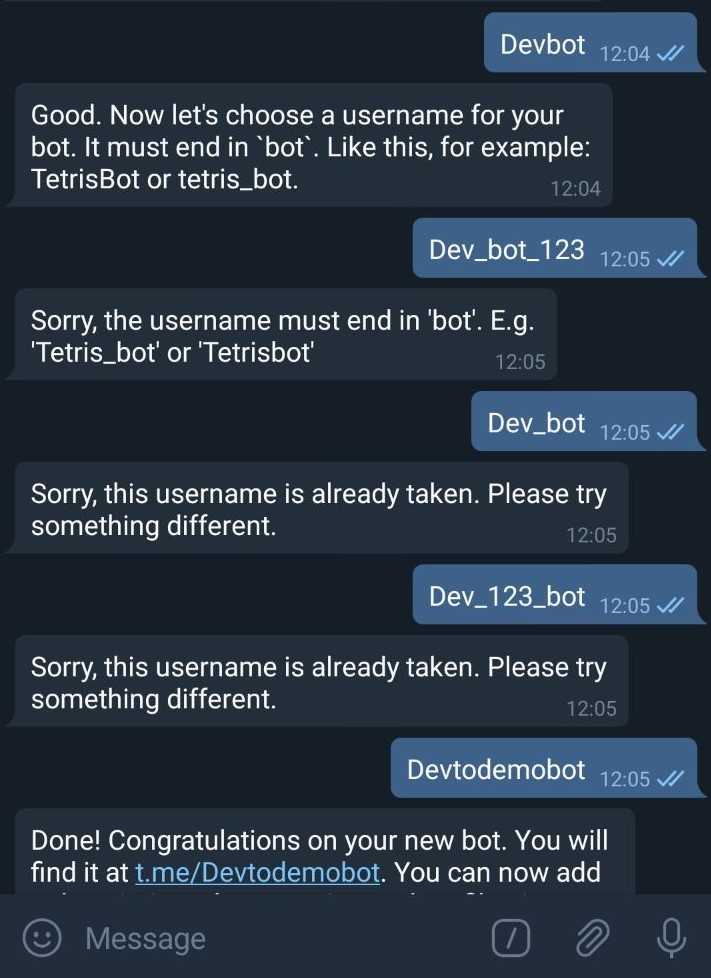 Devbot 12:04
Good. Now let's choose a username for your
bot. It must end in `bot`. Like this, for example:
TetrisBot or tetris_bot.
12:04
Dev_bot_123 12:05
Sorry, the username must end in 'bot'. E.g.
'Tetris_bot' or 'Tetrisbot'
12:05
Dev_bot 12:05
Sorry, this username is already taken. Please try
something different.
12:05
Dev_123_bot 12:05
Sorry, this username is already taken. Please try
something different.
12:05
Devtodemobot 12:05
Done! Congratulations on your new bot. You will
find it at t.me/Devtodemobot. You can now add
Message